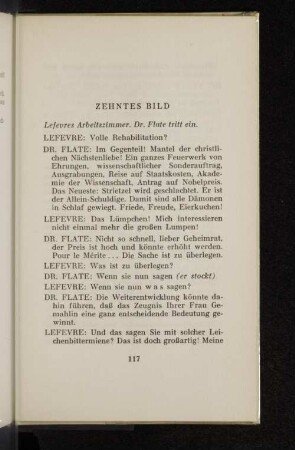 ZEHNTES BILD
Lefevres Arbeitszimmer. Dr. Flate tritt ein.
LEFEVRE: Volle Rehabilitation?
DR. FLATE: Im Gegenteil! Mantel der christli-
chen Nächstenliebe! Ein ganzes Feuerwerk von
Ehrungen, wissenschaftlicher Sonderauftrag,
Ausgrabungen, Reise auf Staatskosten, Akade-
mie der Wissenschaft, Antrag auf Nobelpreis.
Das Neueste: Strietzel wird geschlachtet. Er ist
der Allein-Schuldige. Damit sind alle Dämonen
in Schlaf gewiegt. Friede, Freude, Eierkuchen!
LEFEVRE: Das Lümpchen! Mich interessieren
nicht einmal mehr die großen Lumpen!
DR. FLATE: Nicht so schnell, lieber Geheimrat,
der Preis ist hoch und könnte erhöht werden.
Pour le Mérite... Die Sache ist zu überlegen.
LEFEVRE: Was ist zu überlegen?
DR. FLATE: Wenn sie nun sagen (er stockt)
LEFEVRE: Wenn sie nun was sagen?
DR. FLATE: Die Weiterentwicklung könnte da-
hin führen, daß das Zeugnis Ihrer Frau Ge-
mahlin eine ganz entscheidende Bedeutung ge-
winnt.
LEFEVRE: Und das sagen Sie mit solcher Lei-
chenbittermiene? Das ist doch großartig! Meine
117